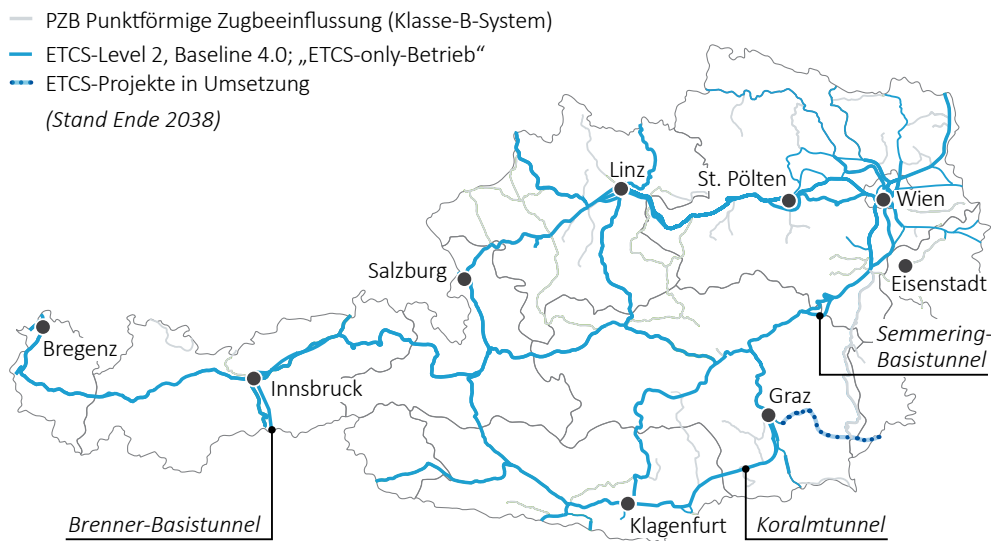 PZB Punktförmige Zugbeeinflussung (Klasse-B-System)
ETCS-Level 2, Baseline 4.0; „ETCS-only-Betrieb“
ETCS-Projekte in Umsetzung
(Stand Ende 2038)
Linz
St. Pölten
Wien
Salzburg
Eisenstadt
Bregenz
Semmering-
Basistunnel
Innsbruck
Graz
Brenner-Basistunnel
Klagenfurt
Koralmtunnel